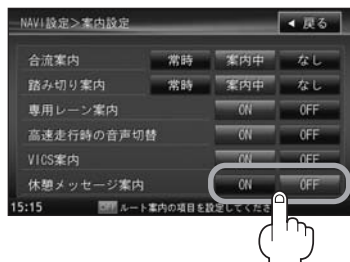 NAVI設定>案内設定 ◀ 戻る
合流案内 常時 案内中 なし
踏み切り案内 常時 案内中 なし
専用レーン案内 ON OFF
高速走行時の音声切替 ON OFF
VICS案内 ON OFF
休憩メッセージ案内 ON OFF
15:15 ルート案内の項目を設定してくださ